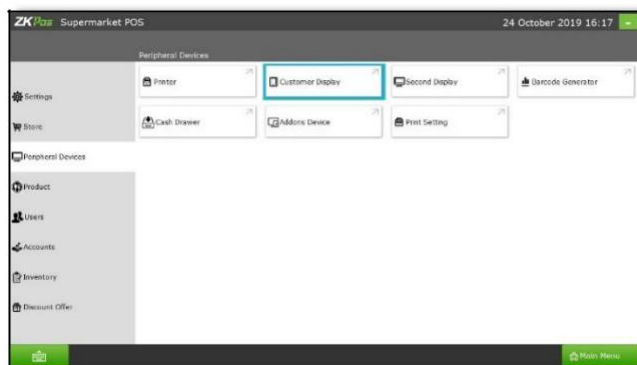 ZKPos Supermarket POS 24 October 2019 16:17
Peripheral Devices
Printer Customer Display Second Display Barcode Generator
Cash Drawer Addons Device Print Setting
Settings
Store
Peripheral Devices
Product
Users
Accounts
Inventory
Discount Offer
Main Menu